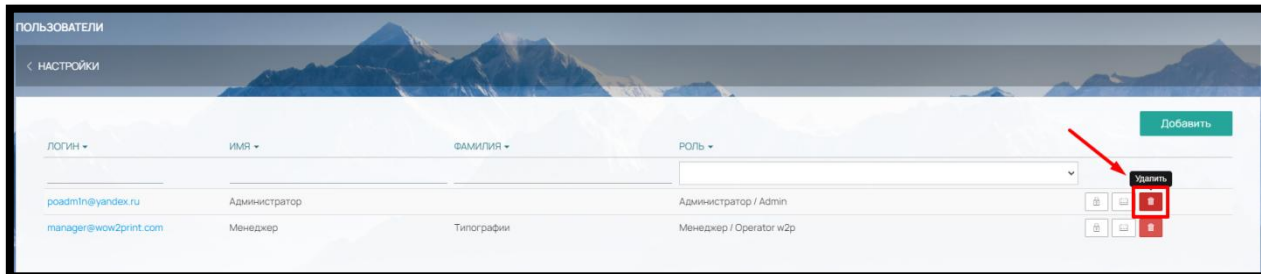 ПОЛЬЗОВАТЕЛИ
< НАСТРОЙКИ
Добавить
ЛОГИН ИМЯ ФАМИЛИЯ РОЛЬ
Удалить
poadm1n@yandex.ru Администратор Администратор / Admin
manager@wow2print.com Менеджер Типографии Менеджер / Operator w2p